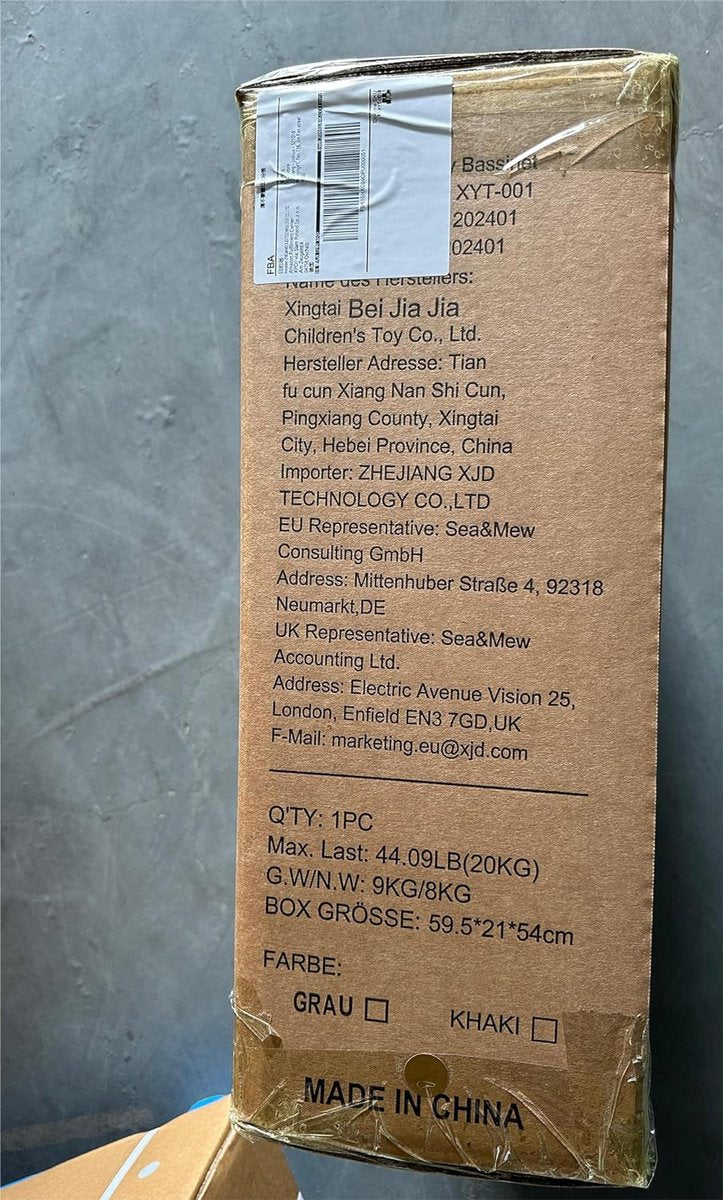 FBA
Bassinet
XYT-001
202401
02401
Name des Herstellers:
Xingtai Bei Jia Jia
Children's Toy Co., Ltd.
Hersteller Adresse: Tian
fu cun Xiang Nan Shi Cun,
Pingxiang County, Xingtai
City, Hebei Province, China
Importer: ZHEJIANG XJD
TECHNOLOGY CO.,LTD
EU Representative: Sea&Mew
Consulting GmbH
Address: Mittenhuber Straße 4, 92318
Neumarkt,DE
UK Representative: Sea&Mew
Accounting Ltd.
Address: Electric Avenue Vision 25,
London, Enfield EN3 7GD,UK
F-Mail: marketing.eu@xjd.com
Q'TY: 1PC
Max. Last: 44.09LB(20KG)
G.W/N.W: 9KG/8KG
BOX GRÖSSE: 59.5*21*54cm
FARBE:
GRAU
KHAKI
MADE IN CHINA